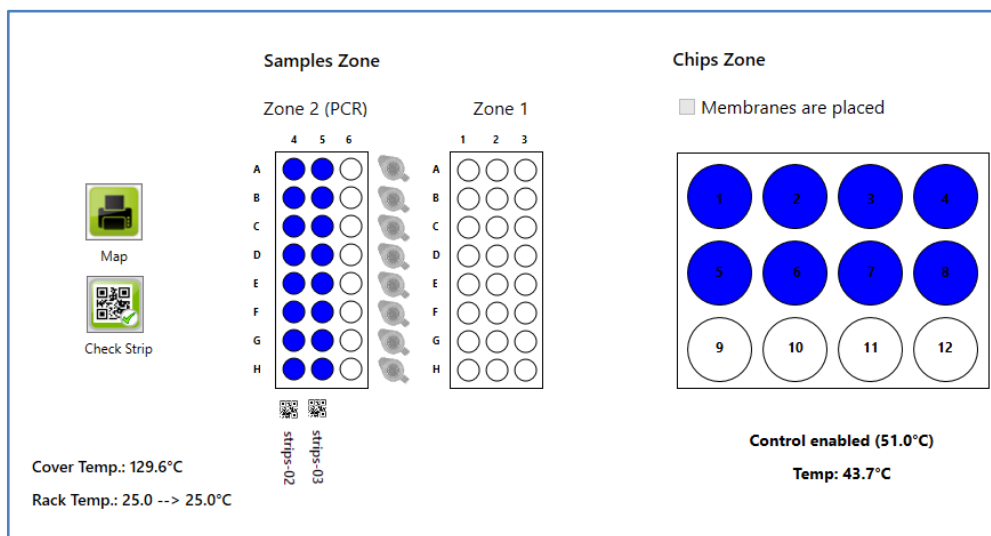 Samples Zone
Chips Zone
Zone 2 (PCR)
Zone 1
Membranes are placed
4 5 6
1 2 3
A
B
C
D
E
F
G
H
A
B
C
D
E
F
G
H
1 2 3 4
5 6 7 8
9 10 11 12
Map
Check Strip
strips-02
strips-03
Control enabled (51.0°C)
Temp: 43.7°C
Cover Temp.: 129.6°C
Rack Temp.: 25.0 --> 25.0°C